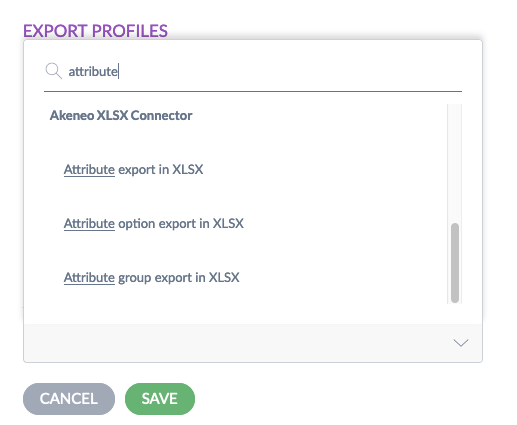 EXPORT PROFILES
attribute
Akeneo XLSX Connector
Attribute export in XLSX
Attribute option export in XLSX
Attribute group export in XLSX
CANCEL SAVE